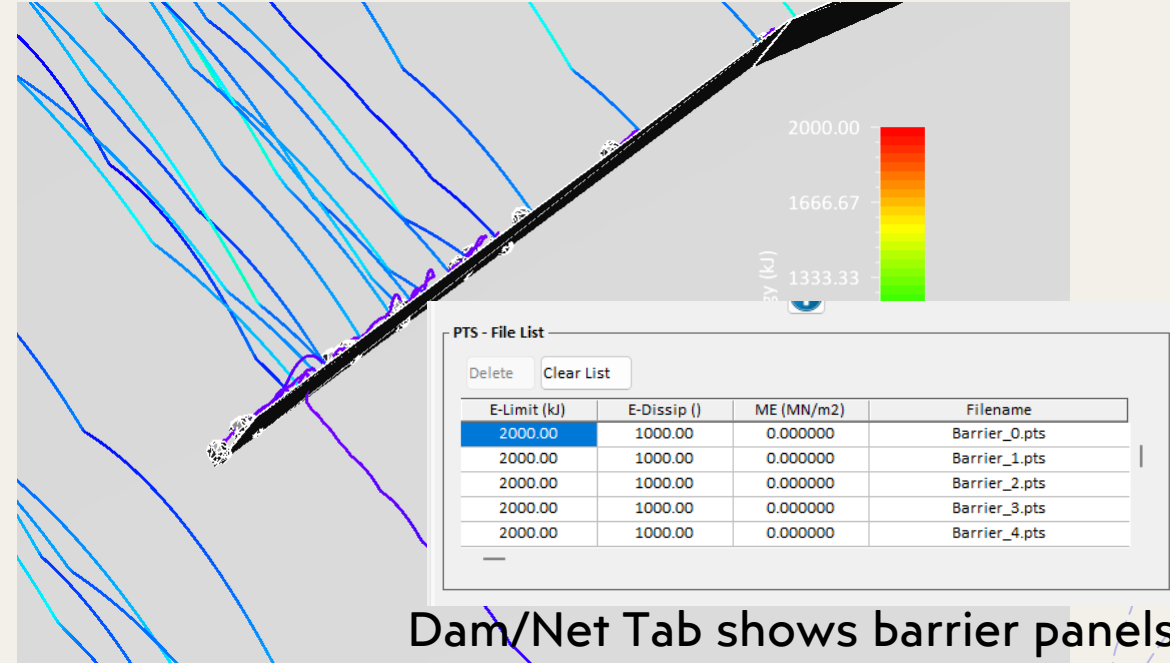 2000.00
1666.67
1333.33
gy (kJ)
PTS - File List
Delete Clear List
E-Limit (kJ) E-Dissip () ME (MN/m2) Filename
2000.00 1000.00 0.000000 Barrier_0.pts
2000.00 1000.00 0.000000 Barrier_1.pts
2000.00 1000.00 0.000000 Barrier_2.pts
2000.00 1000.00 0.000000 Barrier_3.pts
2000.00 1000.00 0.000000 Barrier_4.pts
Dam/Net Tab shows barrier panels